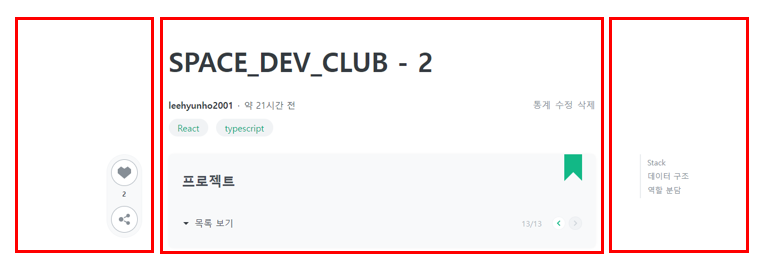 SPACE_DEV_CLUB - 2
leehyunho2001 · 약 21시간 전
통계 수정 삭제
React
typescript
2
프로젝트
목록 보기
13/13
Stack
데이터 구조
역할 분담